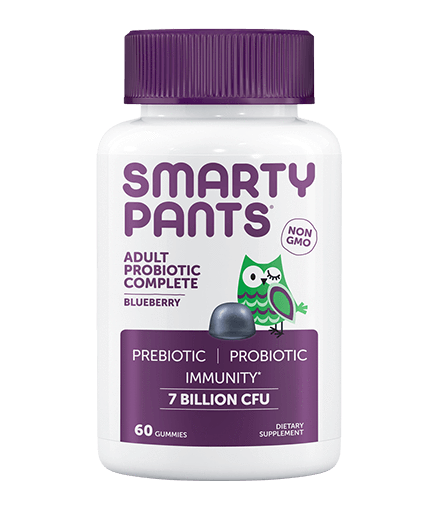 SMARTY
PANTS®
NON
GMO
ADULT
PROBIOTIC
COMPLETE
BLUEBERRY
PREBIOTIC | PROBIOTIC
IMMUNITY*
7 BILLION CFU
60 GUMMIES
DIETARY
SUPPLEMENT